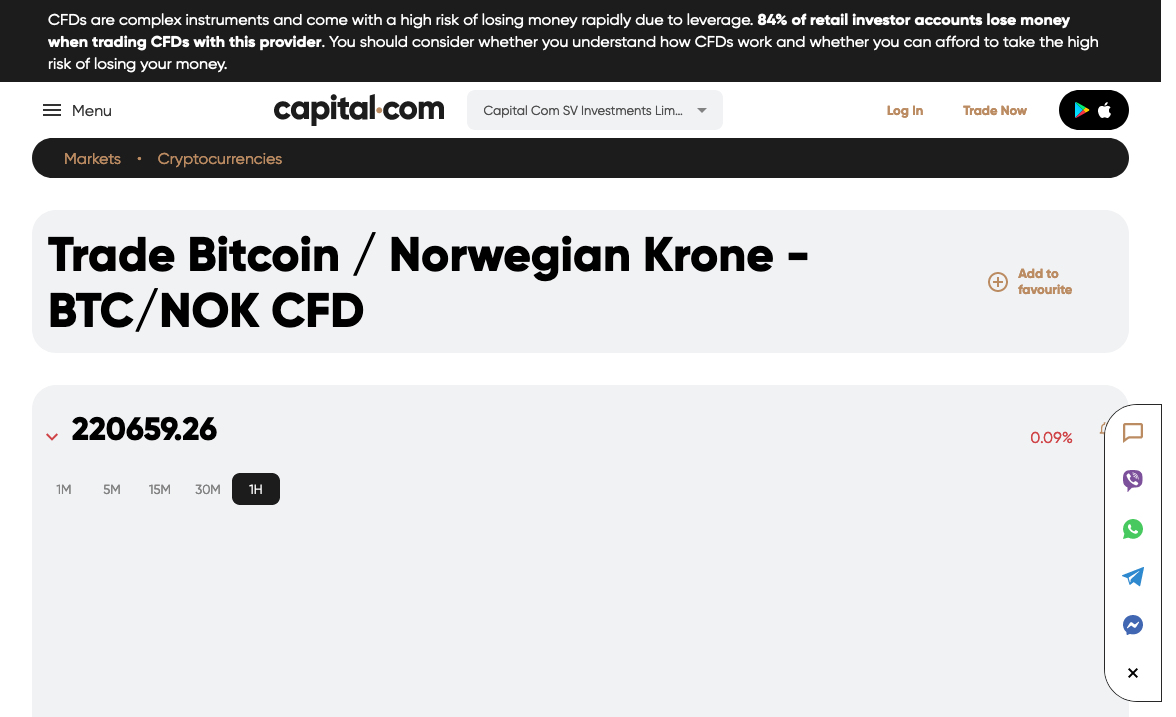 CFDs are complex instruments and come with a high risk of losing money rapidly due to leverage. 84% of retail investor accounts lose money
when trading CFDs with this provider. You should consider whether you understand how CFDs work and whether you can afford to take the high
risk of losing your money.
Menu
capital.com
Capital Com SV Investments Lim...
Log In
Trade Now
Markets • Cryptocurrencies
Trade Bitcoin / Norwegian Krone -
BTC/NOK CFD
Add to
favourite
220659.26
0.09%
1M 5M 15M 30M 1H